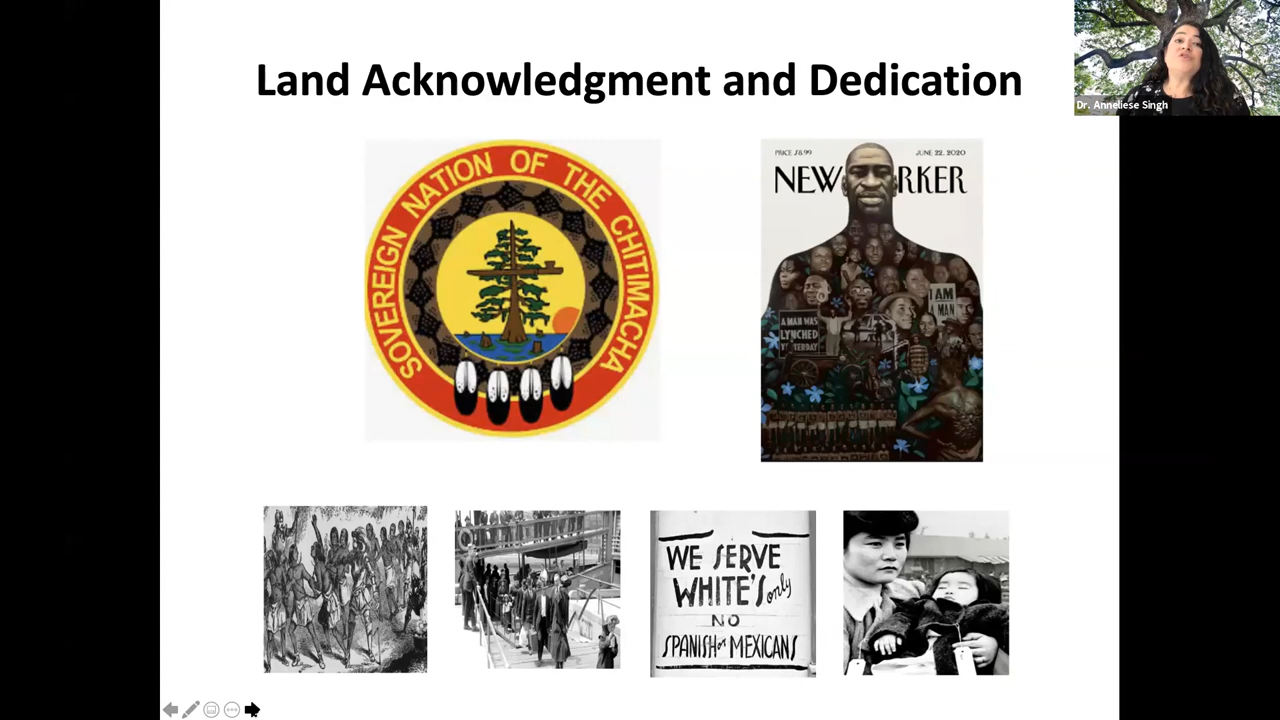 Land Acknowledgment and Dedication
Dr. Anneliese Singh
SOVEREIGN NATION OF THE CHITIMACHA
PRICE $8.99 JUNE 22, 2020
NEW RKER
I AM
A MAN
A MAN WAS
LYNCHED
YESTERDAY
WE SERVE
WHITE'S only
NO
SPANISH or MEXICANS